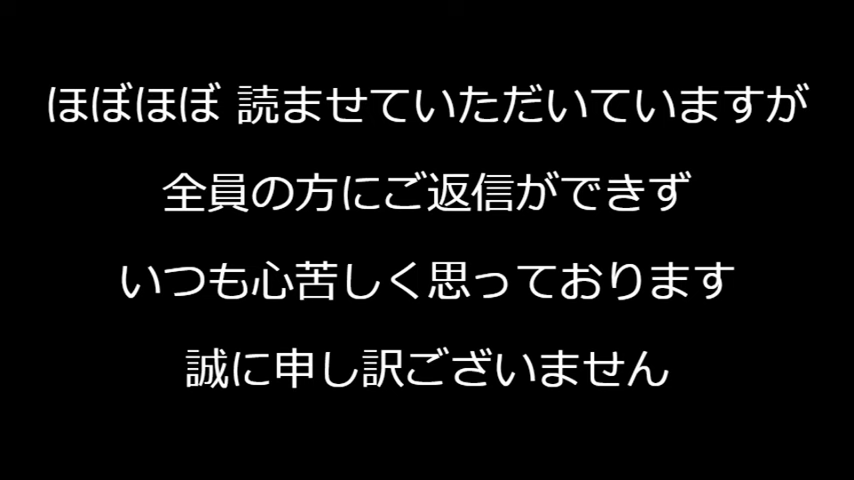 ほぼほぼ 読ませていただいていますが
全員の方にご返信ができず
いつも心苦しく思っております
誠に申し訳ございません